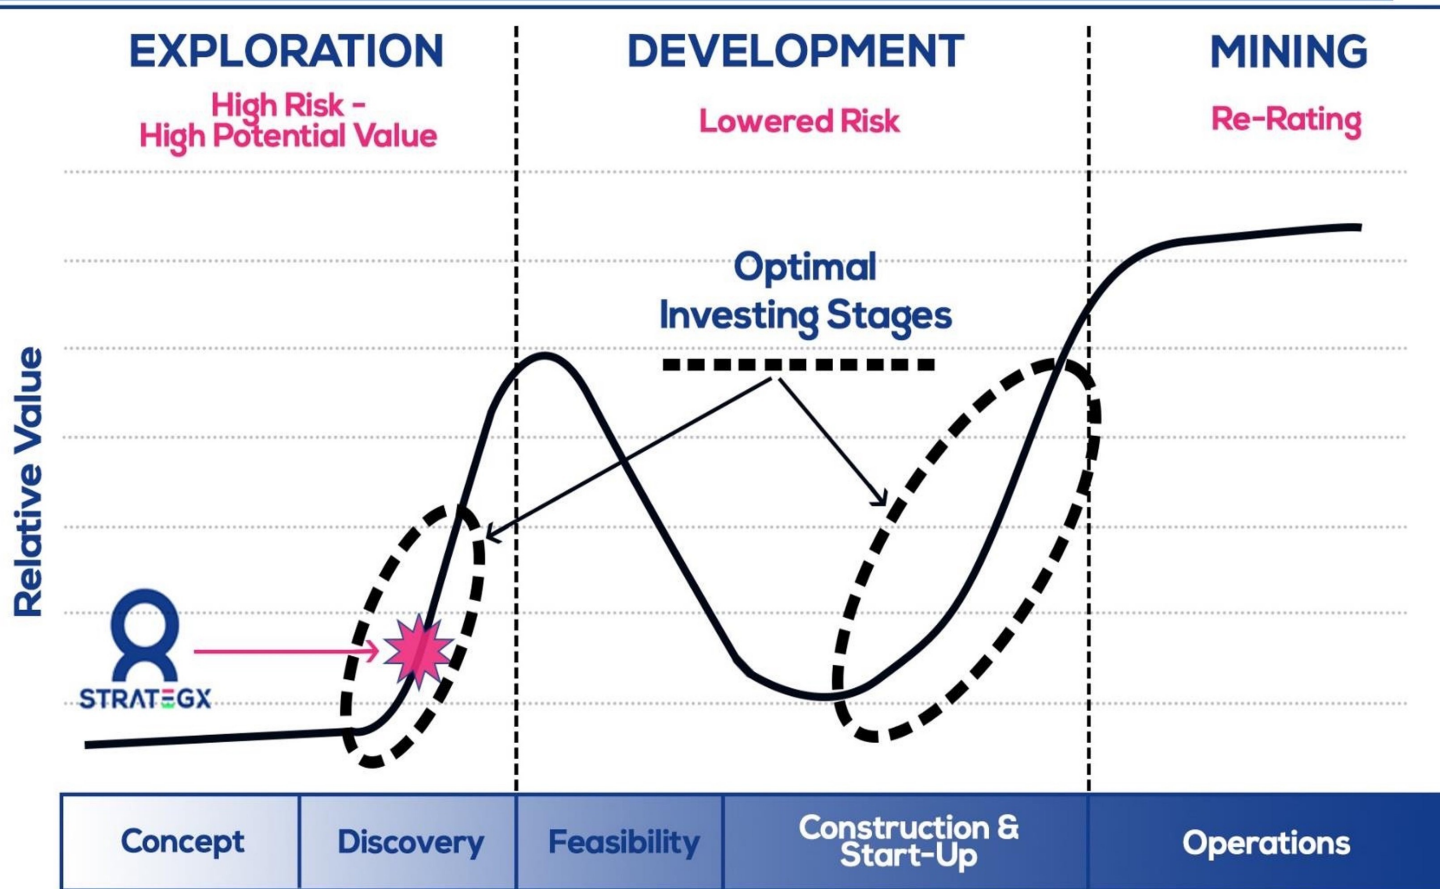 EXPLORATION
High Risk -
High Potential Value
DEVELOPMENT
Lowered Risk
MINING
Re-Rating
Optimal
Investing Stages
Relative Value
STRATEGX
Concept
Discovery
Feasibility
Construction &
Start-Up
Operations